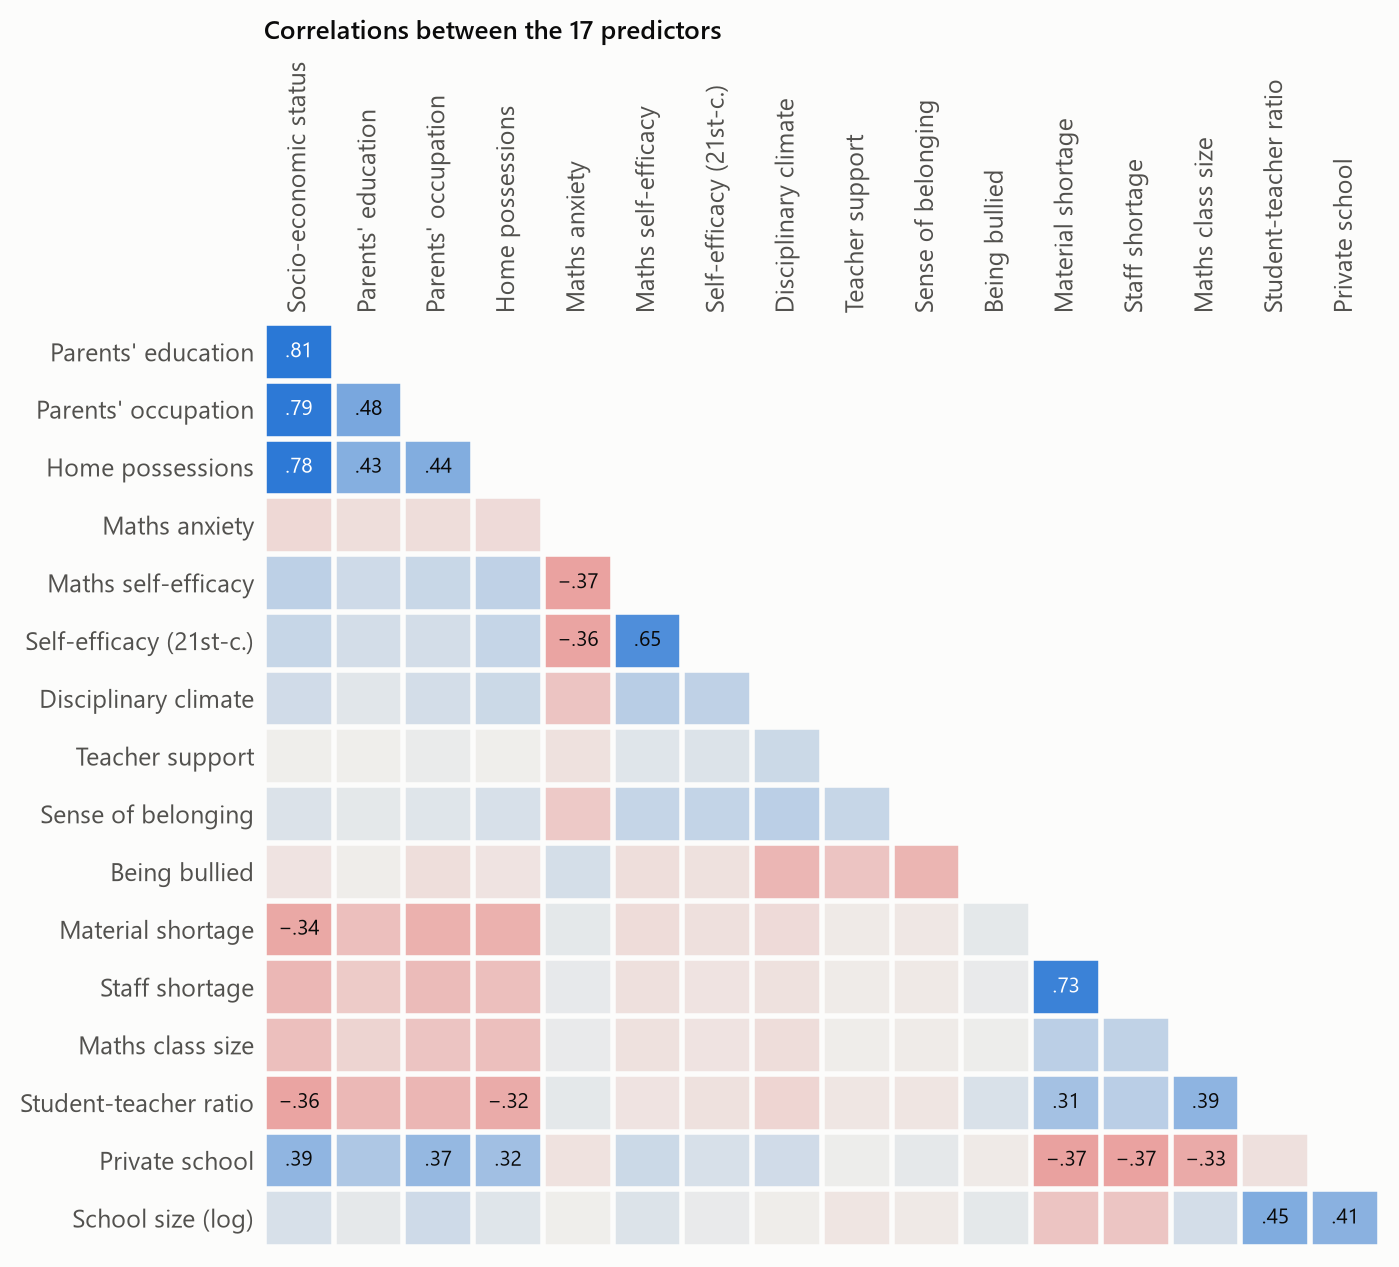 Correlations between the 17 predictors
Socio-economic status
Parents' education
Parents' occupation
Home possessions
Maths anxiety
Maths self-efficacy
Self-efficacy (21st-c.)
Disciplinary climate
Teacher support
Sense of belonging
Being bullied
Material shortage
Staff shortage
Maths class size
Student-teacher ratio
Private school
Parents' education .81
Parents' occupation .79 .48
Home possessions .78 .43 .44
Maths anxiety
Maths self-efficacy −.37
Self-efficacy (21st-c.) −.36 .65
Disciplinary climate
Teacher support
Sense of belonging
Being bullied
Material shortage −.34
Staff shortage .73
Maths class size
Student-teacher ratio −.36 −.32 .31 .39
Private school .39 .37 .32 −.37 −.37 −.33
School size (log) .45 .41